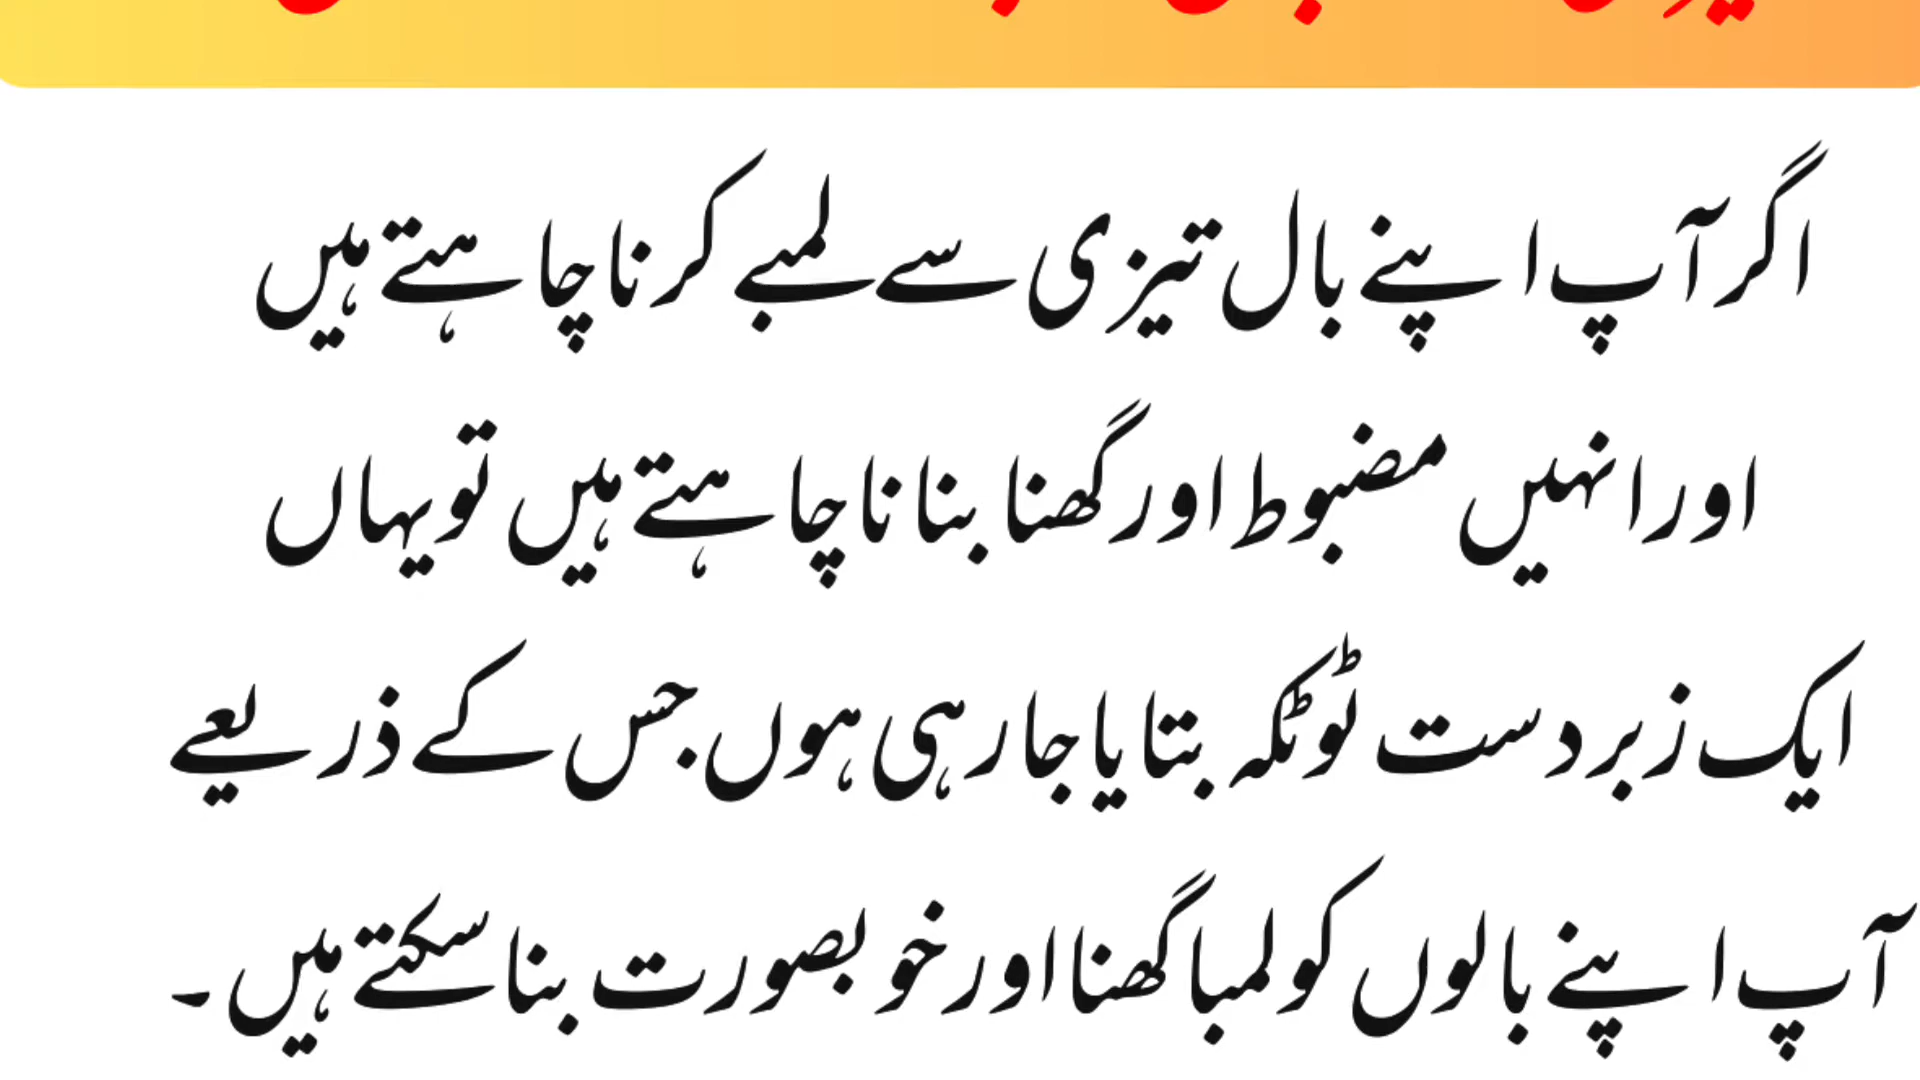 اگر آپ اپنے بال تیزی سے لمبے کرنا چاہتے ہیں
اور انہیں مضبوط اور گھنا بنانا چاہتے ہیں تو یہاں
ایک زبردست ٹوٹکہ بتایا جا رہی ہوں جس کے ذریعے
آپ اپنے بالوں کو لمبا گھنا اور خوبصورت بنا سکتے ہیں۔